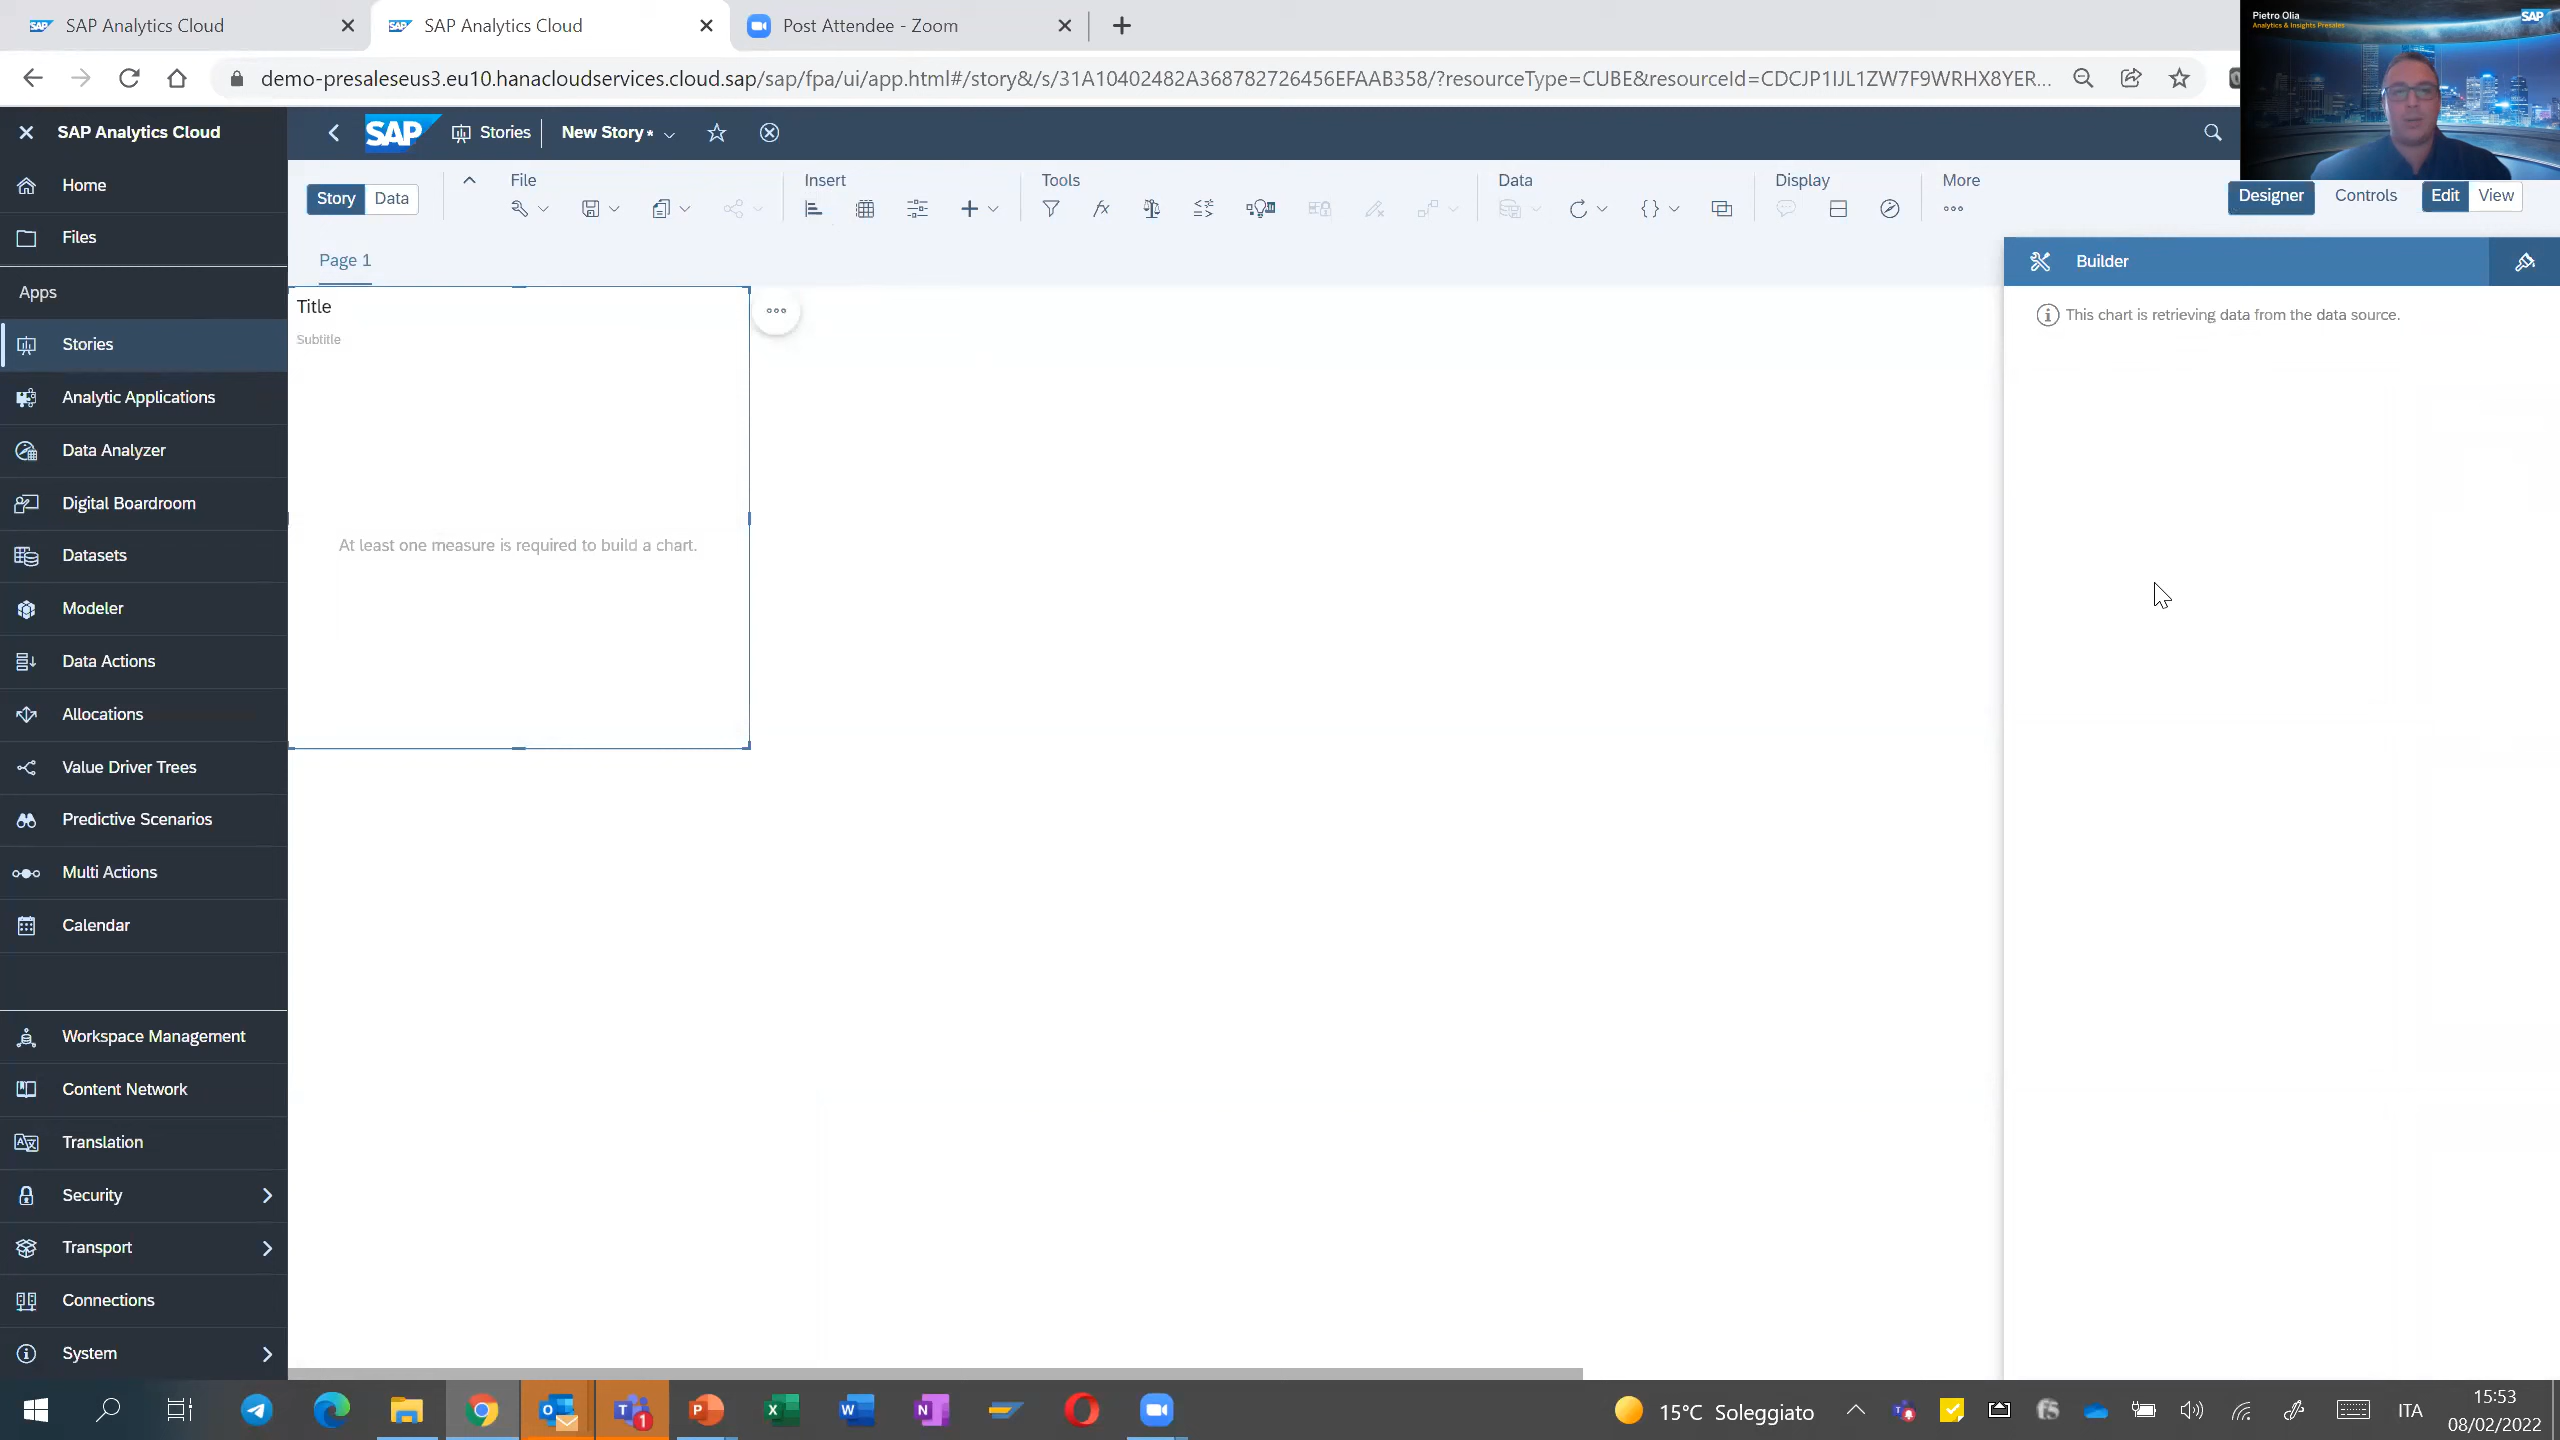 SAP Analytics Cloud
SAP Analytics Cloud
Post Attendee - Zoom
demo-presaleseus3.eu10.hanacloudservices.cloud.sap/sap/fpa/ui/app.html#/story&/s/31A10402482A368782726456EFAAB358/?resourceType=CUBE&resourceId=CDCJP1IJL1ZW7F9WRHX8YER...
Pietro Olia
Analytics & Insights Presales
SAP
SAP Analytics Cloud
SAP
Stories
New Story *
Home
Files
Apps
Stories
Analytic Applications
Data Analyzer
Digital Boardroom
Datasets
Modeler
Data Actions
Allocations
Value Driver Trees
Predictive Scenarios
Multi Actions
Calendar
Workspace Management
Content Network
Translation
Security
Transport
Connections
System
Story
Data
File
Insert
Tools
Data
Display
More
Designer
Controls
Edit
View
Page 1
Title
Subtitle
At least one measure is required to build a chart.
Builder
This chart is retrieving data from the data source.
15°C Soleggiato
ITA
15:53
08/02/2022